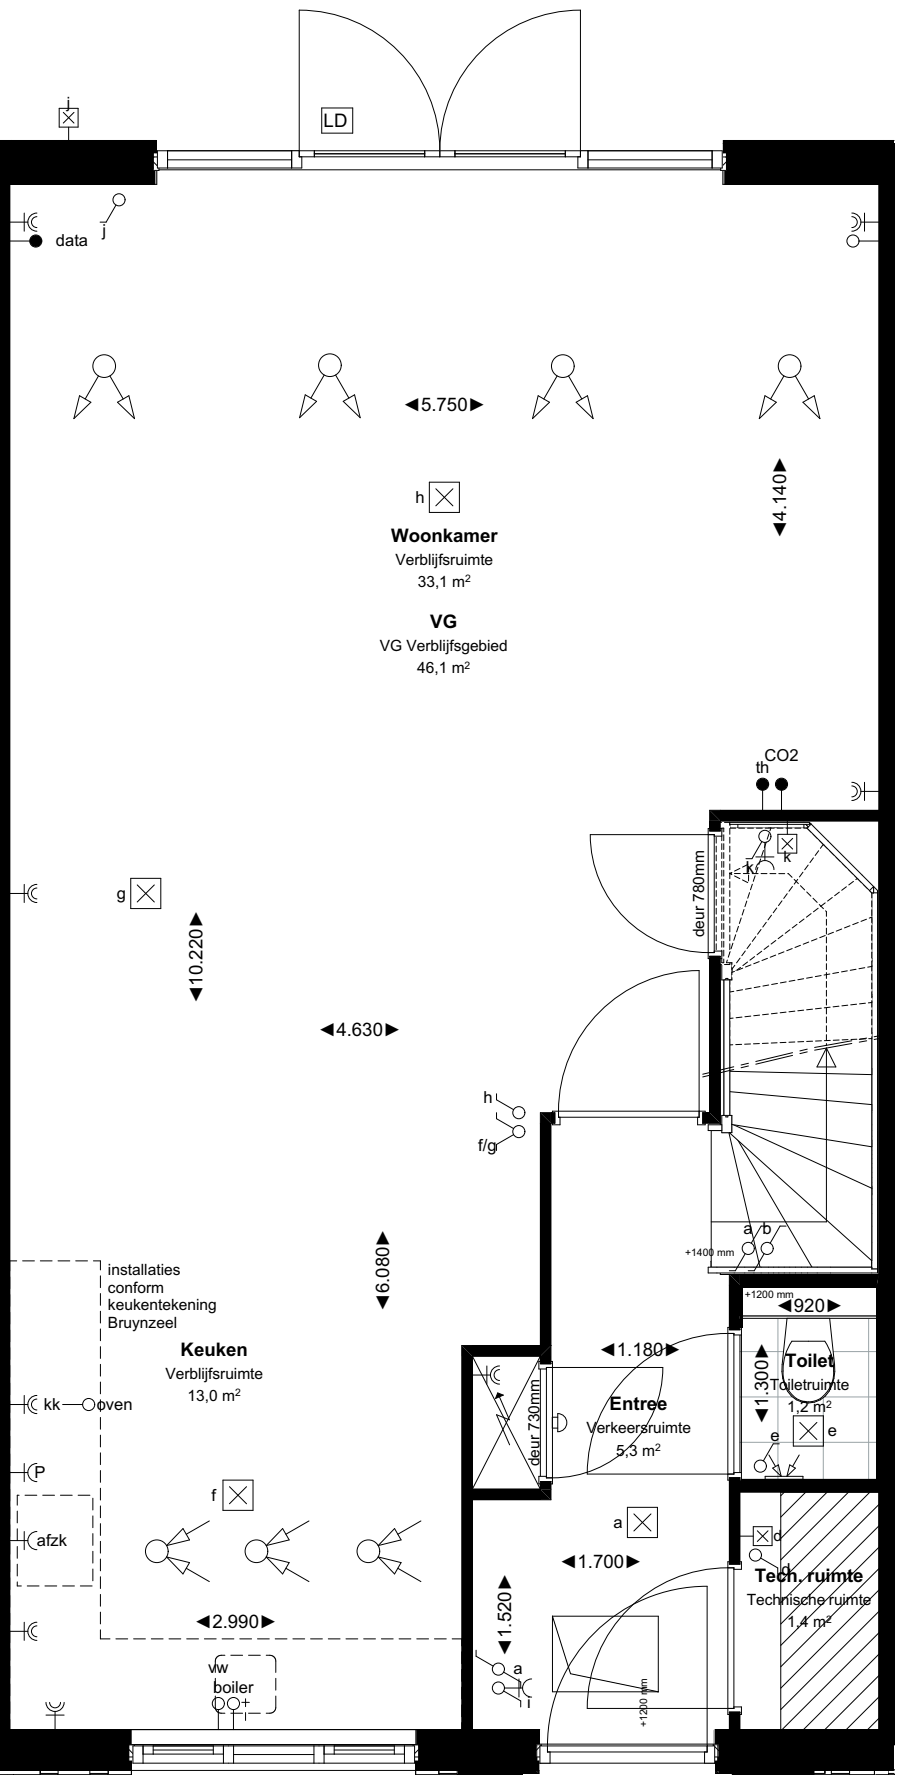 j
LD
j
data
5.750
4.140
h
Woonkamer
Verblijfsruimte
33,1 m²
VG
VG Verblijfsgebied
46,1 m²
CO2
th
k
k
deur 780mm
g
10.220
4.630
h
f/g
a b
+1400 mm
6.080
installaties
conform
keukentekening
Bruynzeel
+1200 mm
920
Keuken
Verblijfsruimte
13,0 m²
1.180
1.300
Toilet
Toiletruimte
1,2 m²
e
e
kk
oven
deur 730mm
Entree
Verkeersruimte
5,3 m²
P
f
afzk
a
d
d
1.700
Tech. ruimte
Technische ruimte
1,4 m²
2.990
1.520
a
i
+1200 mm
vw
boiler